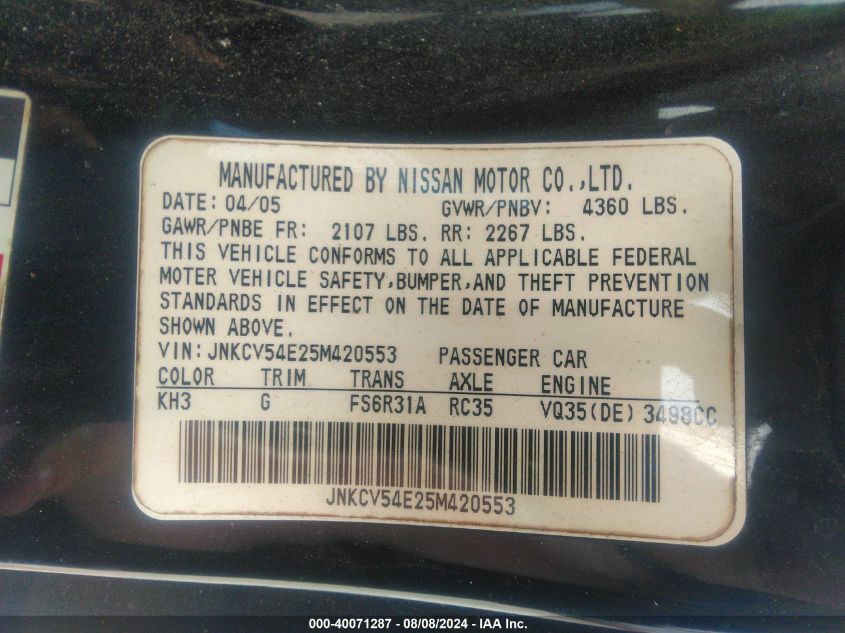 MANUFACTURED BY NISSAN MOTOR CO.,LTD.
DATE: 04/05 GVWR/PNBV: 4360 LBS.
GAWR/PNBE FR: 2107 LBS. RR: 2267 LBS.
THIS VEHICLE CONFORMS TO ALL APPLICABLE FEDERAL
MOTER VEHICLE SAFETY,BUMPER,AND THEFT PREVENTION
STANDARDS IN EFFECT ON THE DATE OF MANUFACTURE
SHOWN ABOVE.
VIN: JNKCV54E25M420553 PASSENGER CAR
COLOR TRIM TRANS AXLE ENGINE
KH3 G FS6R31A RC35 VQ35(DE) 3498CC
JNKCV54E25M420553
000-40071287 - 08/08/2024 - IAA Inc.